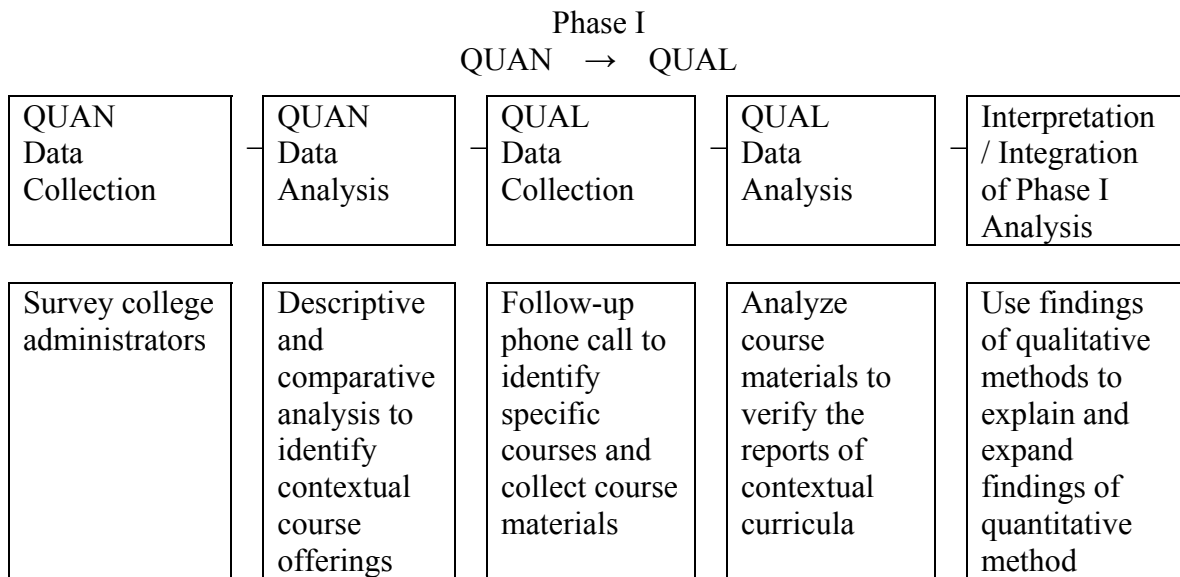 Phase I
QUAN → QUAL
QUAN
Data
Collection
QUAN
Data
Analysis
QUAL
Data
Collection
QUAL
Data
Analysis
Interpretation
/ Integration
of Phase I
Analysis
Survey college
administrators
Descriptive
and
comparative
analysis to
identify
contextual
course
offerings
Follow-up
phone call to
identify
specific
courses and
collect course
materials
Analyze
course
materials to
verify the
reports of
contextual
curricula
Use findings
of qualitative
methods to
explain and
expand
findings of
quantitative
method